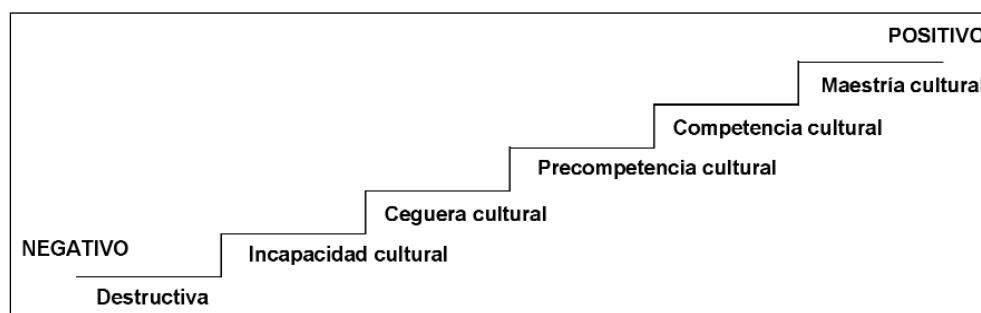 POSITIVO
Maestría cultural
Competencia cultural
Precompetencia cultural
Ceguera cultural
NEGATIVO
Incapacidad cultural
Destructiva